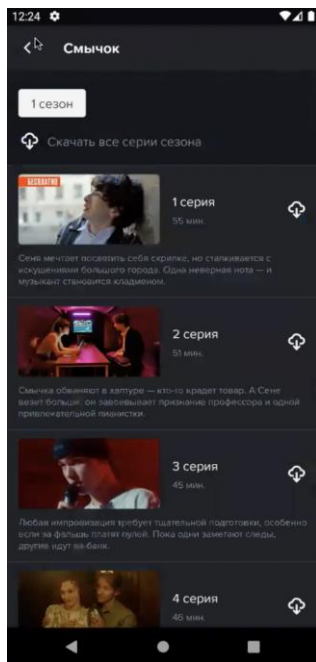 12:24
Смычок
1 сезон
Скачать все серии сезона
БЕСПЛАТНО
1 серия
55 мин.
Сеня мечтает посвятить себя скрипке, но сталкивается с
искушениями большого города. Одна неверная нота — и
музыкант становится кладменом.
2 серия
51 мин.
Смычка обвиняют в халтуре — кто-то крадет товар. А Сене
везет больше: он завоевывает признание профессора и одной
привлекательной пианистки.
3 серия
45 мин.
Любая импровизация требует тщательной подготовки, особенно
если за фальшь платят пулей. Пока одни заметают следы,
другие идут ва-банк.
4 серия
46 мин.